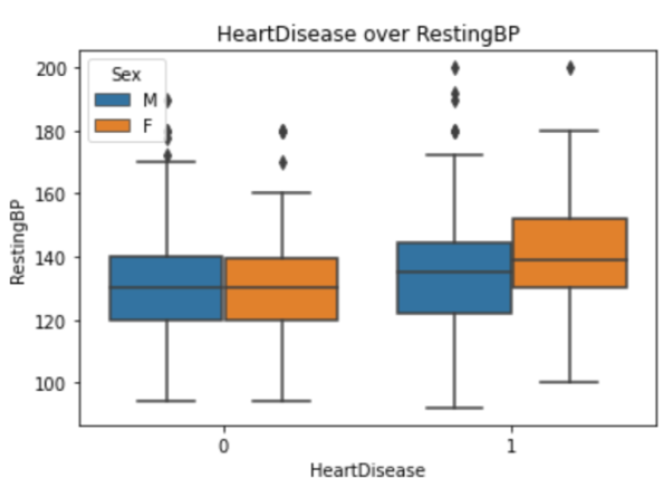 HeartDisease over RestingBP
Sex
M
F
200
180
160
140
120
100
RestingBP
0 1
HeartDisease